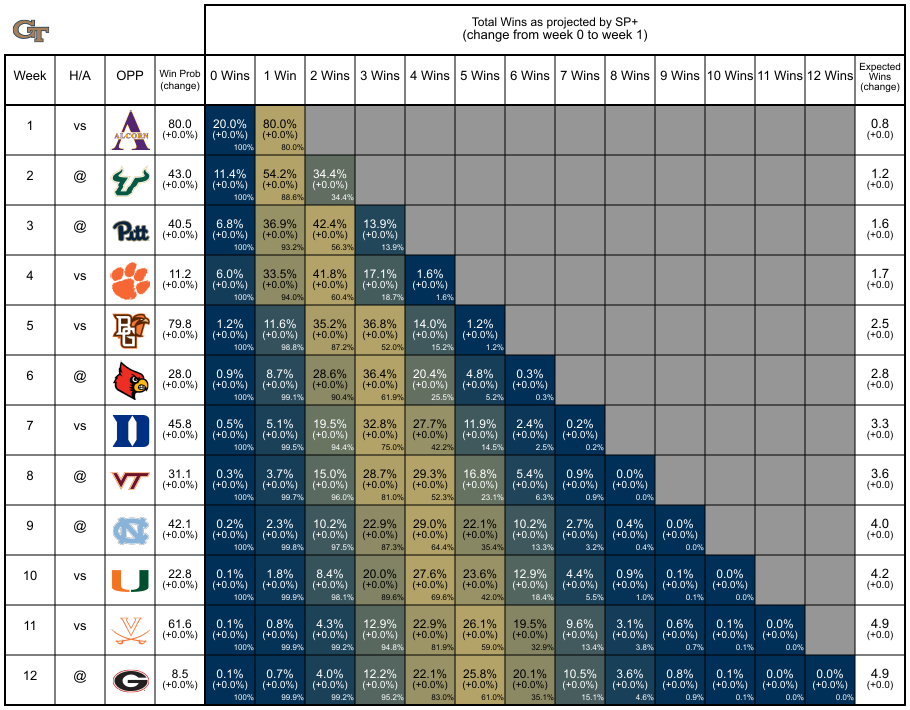 GT
Total Wins as projected by SP+
(change from week 0 to week 1)
Week H/A OPP Win Prob (change) 0 Wins 1 Win 2 Wins 3 Wins 4 Wins 5 Wins 6 Wins 7 Wins 8 Wins 9 Wins 10 Wins 11 Wins 12 Wins Expected Wins (change)
1 vs ALCORN 80.0 20.0% 80.0% 0.8
(+0.0%) (+0.0%) (+0.0%) (+0.0)
100% 80.0%
2 @ 43.0 11.4% 54.2% 34.4% 1.2
(+0.0%) (+0.0%) (+0.0%) (+0.0%) (+0.0)
100% 88.6% 34.4%
3 @ Pitt 40.5 6.8% 36.9% 42.4% 13.9% 1.6
(+0.0%) (+0.0%) (+0.0%) (+0.0%) (+0.0%) (+0.0)
100% 93.2% 56.3% 13.9%
4 vs 11.2 6.0% 33.5% 41.8% 17.1% 1.6% 1.7
(+0.0%) (+0.0%) (+0.0%) (+0.0%) (+0.0%) (+0.0%) (+0.0)
100% 94.0% 60.4% 18.7% 1.6%
5 vs BG 79.8 1.2% 11.6% 35.2% 36.8% 14.0% 1.2% 2.5
(+0.0%) (+0.0%) (+0.0%) (+0.0%) (+0.0%) (+0.0%) (+0.0%) (+0.0)
100% 98.8% 87.2% 52.0% 15.2% 1.2%
6 @ 28.0 0.9% 8.7% 28.6% 36.4% 20.4% 4.8% 0.3% 2.8
(+0.0%) (+0.0%) (+0.0%) (+0.0%) (+0.0%) (+0.0%) (+0.0%) (+0.0%) (+0.0)
100% 99.1% 90.4% 61.9% 25.5% 5.2% 0.3%
7 vs D 45.8 0.5% 5.1% 19.5% 32.8% 27.7% 11.9% 2.4% 0.2% 3.3
(+0.0%) (+0.0%) (+0.0%) (+0.0%) (+0.0%) (+0.0%) (+0.0%) (+0.0%) (+0.0%) (+0.0)
100% 99.5% 94.4% 75.0% 42.2% 14.5% 2.5% 0.2%
8 @ VT 31.1 0.3% 3.7% 15.0% 28.7% 29.3% 16.8% 5.4% 0.9% 0.0% 3.6
(+0.0%) (+0.0%) (+0.0%) (+0.0%) (+0.0%) (+0.0%) (+0.0%) (+0.0%) (+0.0%) (+0.0%) (+0.0)
100% 99.7% 96.0% 81.0% 52.3% 23.1% 6.3% 0.9% 0.0%
9 @ NC 42.1 0.2% 2.3% 10.2% 22.9% 29.0% 22.1% 10.2% 2.7% 0.4% 0.0% 4.0
(+0.0%) (+0.0%) (+0.0%) (+0.0%) (+0.0%) (+0.0%) (+0.0%) (+0.0%) (+0.0%) (+0.0%) (+0.0%) (+0.0)
100% 99.8% 97.5% 87.3% 64.4% 35.4% 13.3% 3.2% 0.4% 0.0%
10 vs U 22.8 0.1% 1.8% 8.4% 20.0% 27.6% 23.6% 12.9% 4.4% 0.9% 0.1% 0.0% 4.2
(+0.0%) (+0.0%) (+0.0%) (+0.0%) (+0.0%) (+0.0%) (+0.0%) (+0.0%) (+0.0%) (+0.0%) (+0.0%) (+0.0%) (+0.0)
100% 99.9% 98.1% 89.6% 69.6% 42.0% 18.4% 5.5% 1.0% 0.1% 0.0%
11 vs V 61.6 0.1% 0.8% 4.3% 12.9% 22.9% 26.1% 19.5% 9.6% 3.1% 0.6% 0.1% 0.0% 4.9
(+0.0%) (+0.0%) (+0.0%) (+0.0%) (+0.0%) (+0.0%) (+0.0%) (+0.0%) (+0.0%) (+0.0%) (+0.0%) (+0.0%) (+0.0%) (+0.0)
100% 99.9% 99.2% 94.8% 81.9% 59.0% 32.9% 13.4% 3.8% 0.7% 0.1% 0.0%
12 @ G 8.5 0.1% 0.7% 4.0% 12.2% 22.1% 25.8% 20.1% 10.5% 3.6% 0.8% 0.1% 0.0% 0.0% 4.9
(+0.0%) (+0.0%) (+0.0%) (+0.0%) (+0.0%) (+0.0%) (+0.0%) (+0.0%) (+0.0%) (+0.0%) (+0.0%) (+0.0%) (+0.0%) (+0.0%) (+0.0)
100% 99.9% 99.2% 95.2% 83.0% 61.0% 35.1% 15.1% 4.6% 0.9% 0.1% 0.0% 0.0%